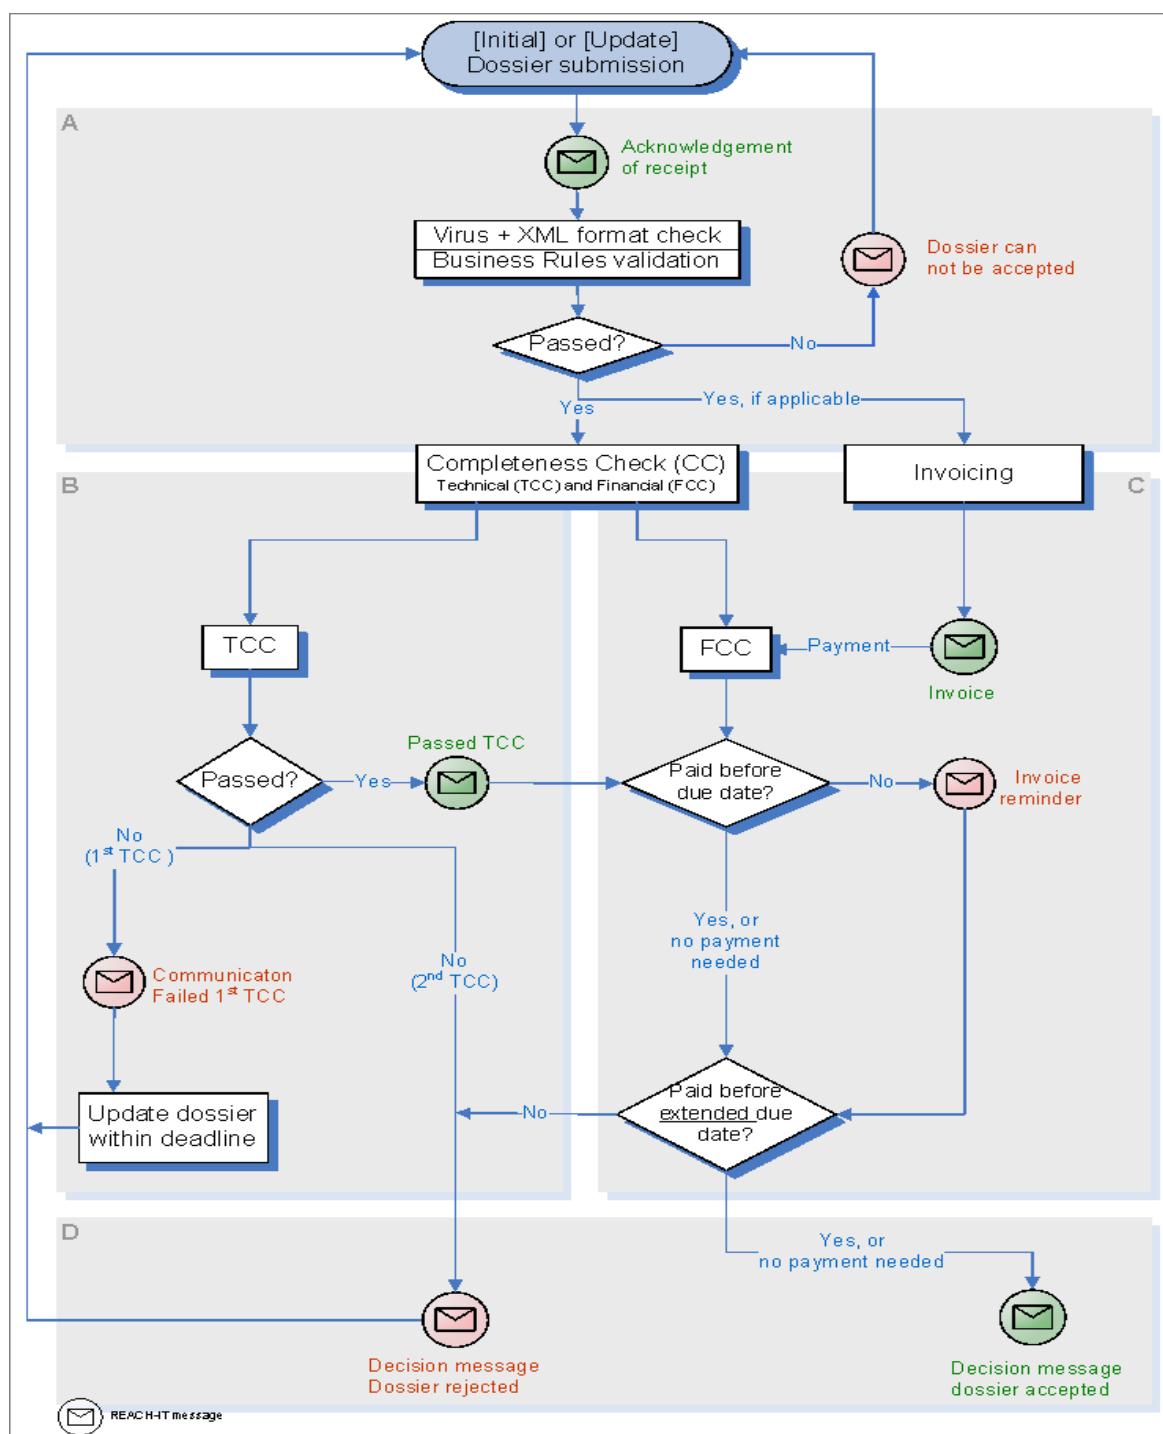 [Initial] or [Update]
Dossier submission
A
Acknowledgement
of receipt
Virus + XML format check
Business Rules validation
Dossier can
not be accepted
Passed?
No
Yes
Yes, if applicable
Completeness Check (CC)
Technical (TCC) and Financial (FCC)
Invoicing
B
C
TCC
FCC
Payment
Invoice
Passed TCC
Passed?
Yes
Paid before
due date?
No
Invoice
reminder
No
(1st TCC )
Yes, or
no payment
needed
No
(2nd TCC)
Communicaton
Failed 1st TCC
Update dossier
within deadline
No
Paid before
extended due
date?
D
Yes, or
no payment needed
Decision message
Dossier rejected
Decision message
dossier accepted
REACH-IT message